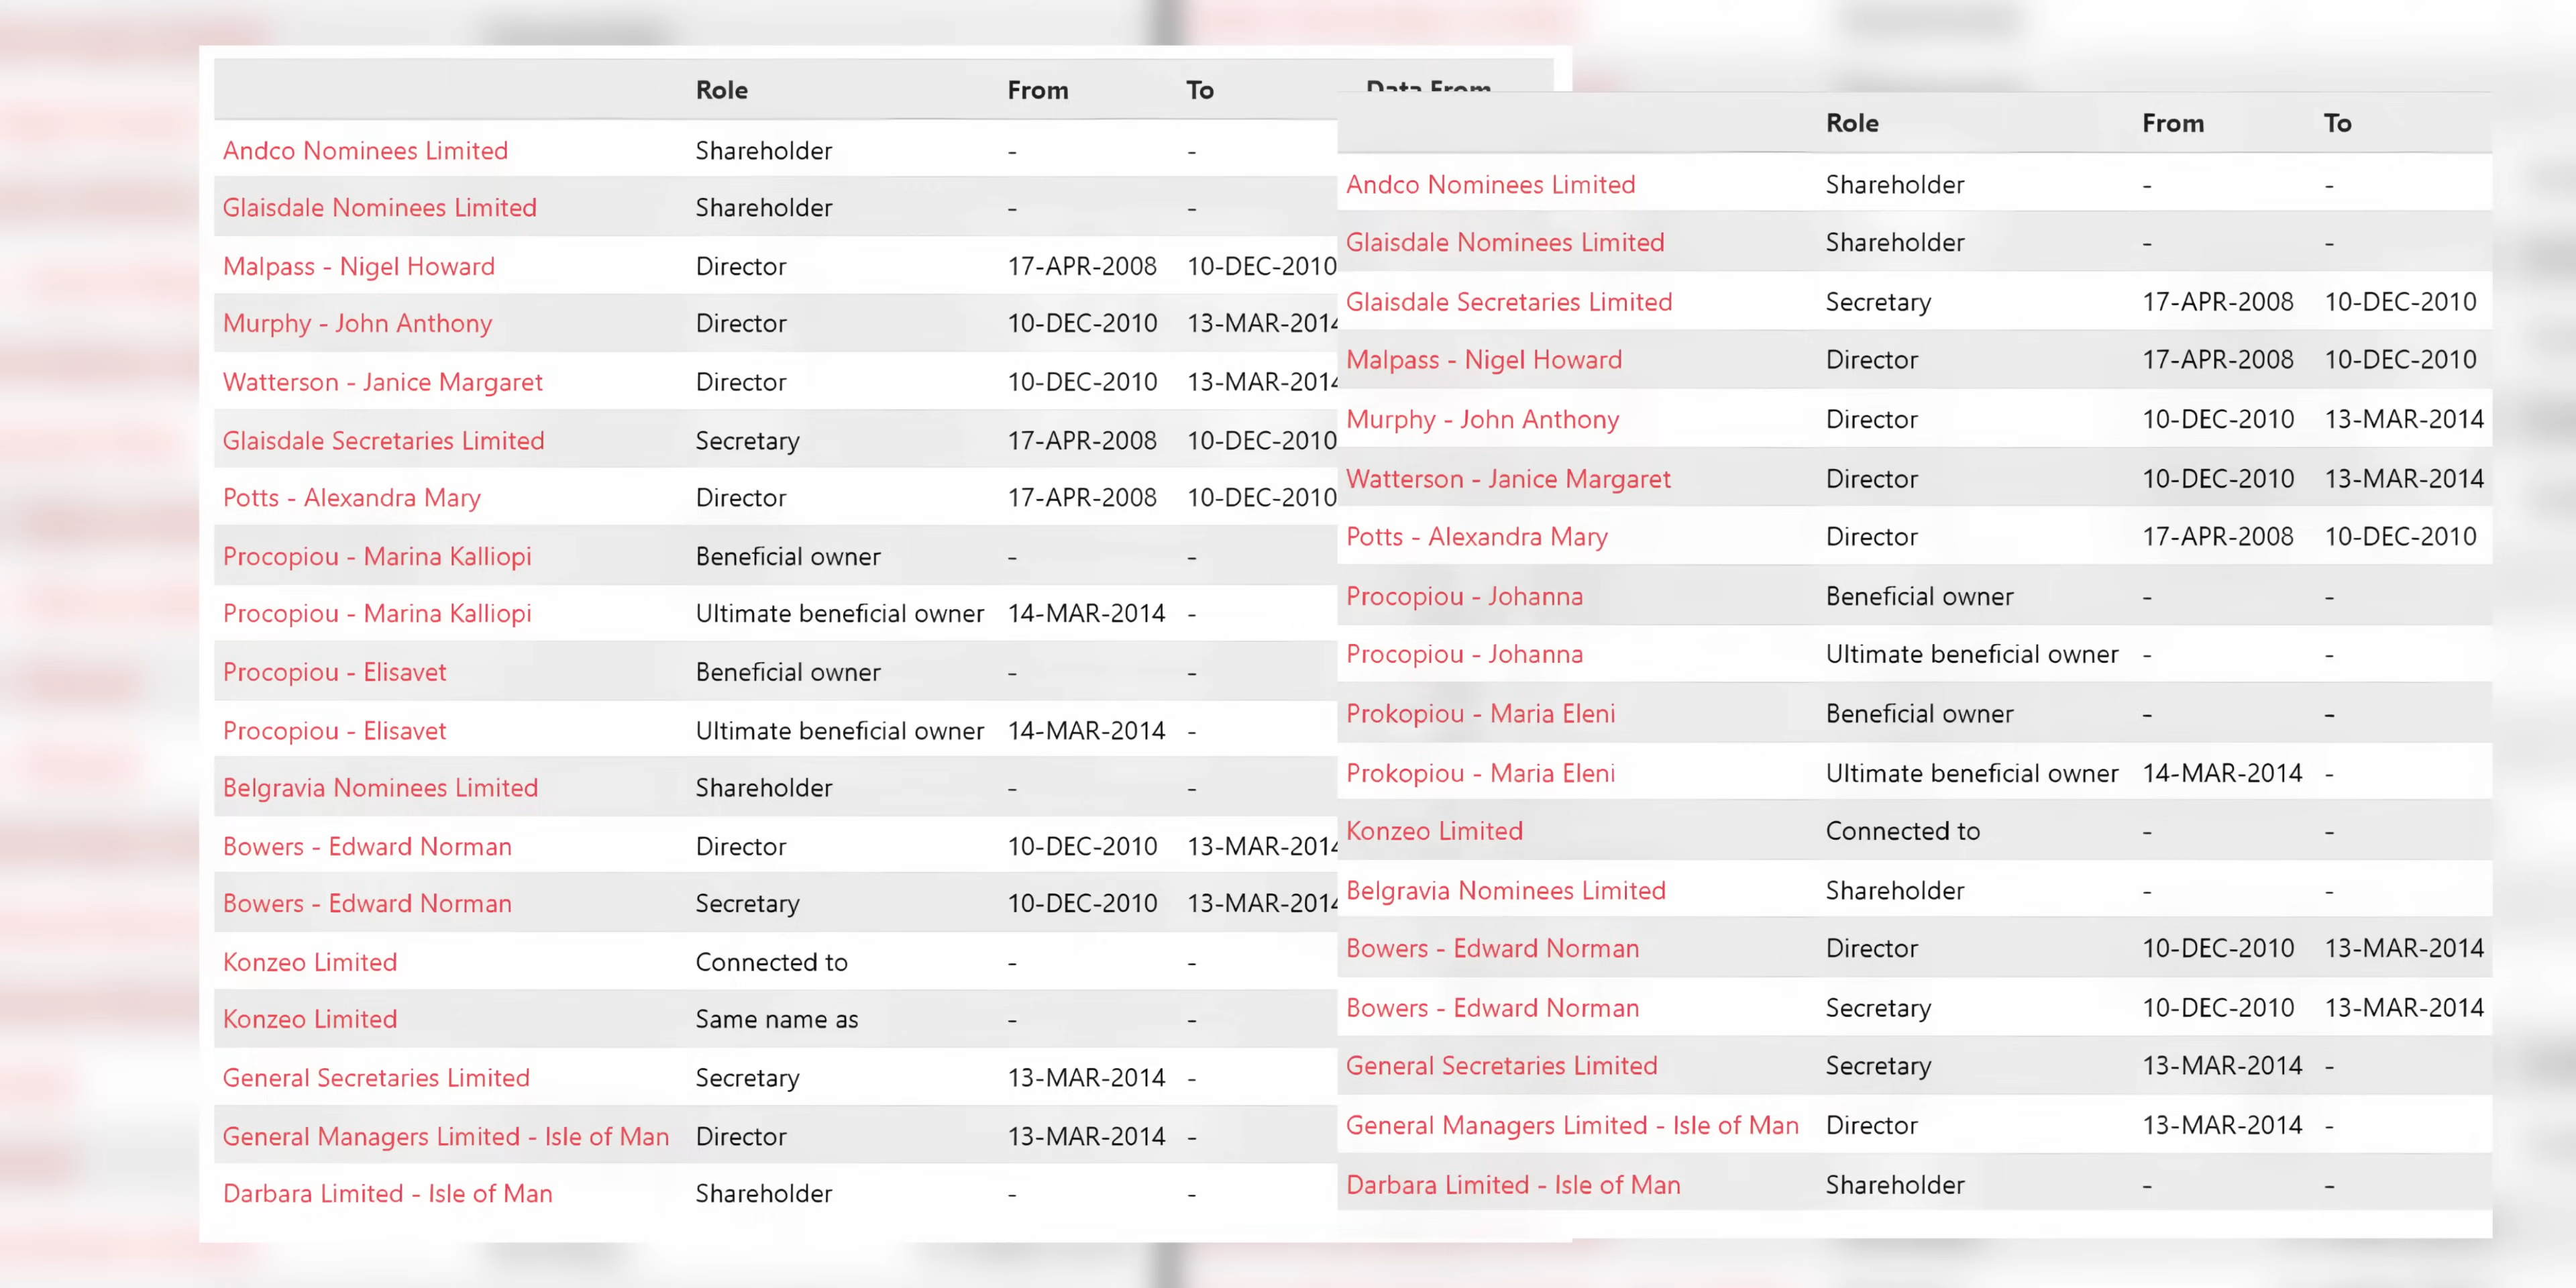 Role From To Data From
Andco Nominees Limited Shareholder - -
Glaisdale Nominees Limited Shareholder - -
Malpass - Nigel Howard Director 17-APR-2008 10-DEC-2010
Murphy - John Anthony Director 10-DEC-2010 13-MAR-2014
Watterson - Janice Margaret Director 10-DEC-2010 13-MAR-2014
Glaisdale Secretaries Limited Secretary 17-APR-2008 10-DEC-2010
Potts - Alexandra Mary Director 17-APR-2008 10-DEC-2010
Procopiou - Marina Kalliopi Beneficial owner - -
Procopiou - Marina Kalliopi Ultimate beneficial owner 14-MAR-2014 -
Procopiou - Elisavet Beneficial owner - -
Procopiou - Elisavet Ultimate beneficial owner 14-MAR-2014 -
Belgravia Nominees Limited Shareholder - -
Bowers - Edward Norman Director 10-DEC-2010 13-MAR-2014
Bowers - Edward Norman Secretary 10-DEC-2010 13-MAR-2014
Konzeo Limited Connected to - -
Konzeo Limited Same name as - -
General Secretaries Limited Secretary 13-MAR-2014 -
General Managers Limited - Isle of Man Director 13-MAR-2014 -
Darbara Limited - Isle of Man Shareholder - -
Role From To
Andco Nominees Limited Shareholder - -
Glaisdale Nominees Limited Shareholder - -
Glaisdale Secretaries Limited Secretary 17-APR-2008 10-DEC-2010
Malpass - Nigel Howard Director 17-APR-2008 10-DEC-2010
Murphy - John Anthony Director 10-DEC-2010 13-MAR-2014
Watterson - Janice Margaret Director 10-DEC-2010 13-MAR-2014
Potts - Alexandra Mary Director 17-APR-2008 10-DEC-2010
Procopiou - Johanna Beneficial owner - -
Procopiou - Johanna Ultimate beneficial owner - -
Prokopiou - Maria Eleni Beneficial owner - -
Prokopiou - Maria Eleni Ultimate beneficial owner 14-MAR-2014 -
Konzeo Limited Connected to - -
Belgravia Nominees Limited Shareholder - -
Bowers - Edward Norman Director 10-DEC-2010 13-MAR-2014
Bowers - Edward Norman Secretary 10-DEC-2010 13-MAR-2014
General Secretaries Limited Secretary 13-MAR-2014 -
General Managers Limited - Isle of Man Director 13-MAR-2014 -
Darbara Limited - Isle of Man Shareholder - -